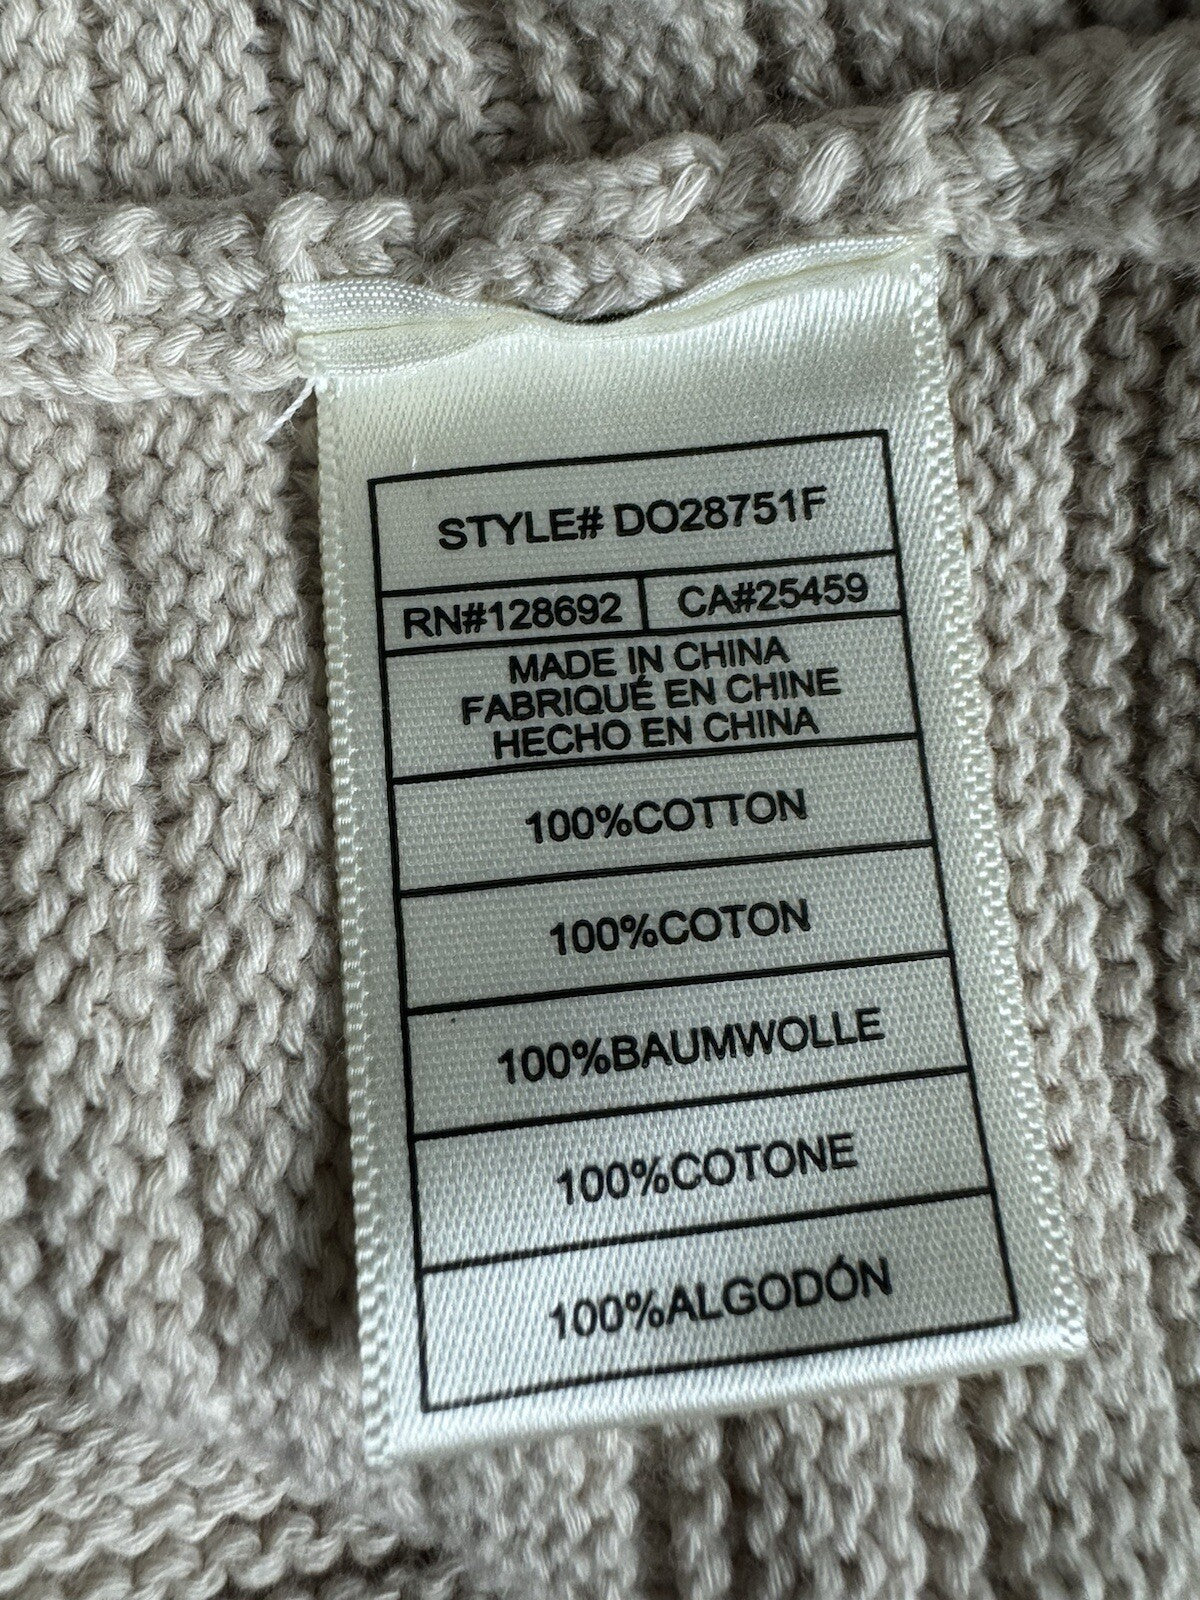 STYLE# DO28751F
RN#128692 CA#25459
MADE IN CHINA
FABRIQUÉ EN CHINE
HECHO EN CHINA
100%COTTON
100%COTON
100%BAUMWOLLE
100%COTONE
100%ALGODÓN